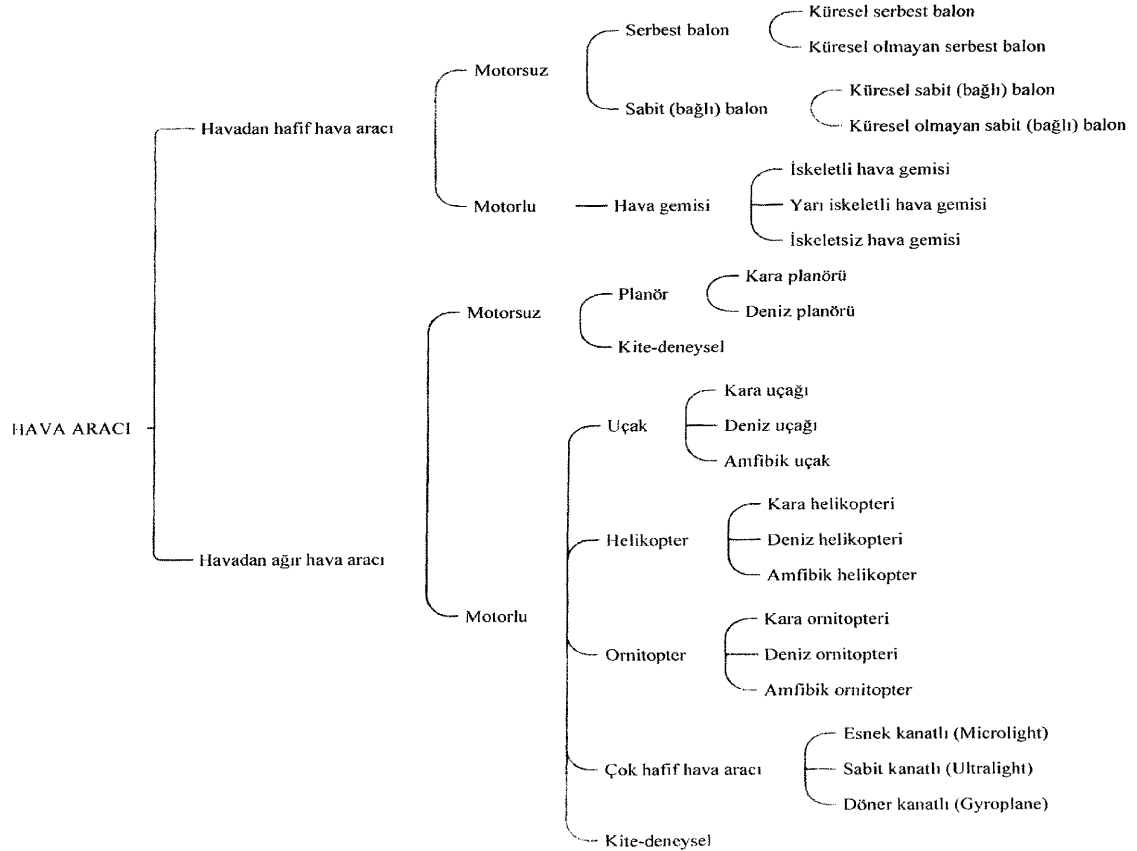 HAVA ARACI
Havadan hafif hava aracı
Motorsuz
Serbest balon
Küresel serbest balon
Küresel olmayan serbest balon
Sabit (bağlı) balon
Küresel sabit (bağlı) balon
Küresel olmayan sabit (bağlı) balon
Motorlu
Hava gemisi
İskeletli hava gemisi
Yarı iskeletli hava gemisi
İskeletsiz hava gemisi
Havadan ağır hava aracı
Motorsuz
Planör
Kara planörü
Deniz planörü
Kite-deneysel
Motorlu
Uçak
Kara uçağı
Deniz uçağı
Amfibik uçak
Helikopter
Kara helikopteri
Deniz helikopteri
Amfibik helikopter
Ornitopter
Kara ornitopteri
Deniz ornitopteri
Amfibik ornitopter
Çok hafif hava aracı
Esnek kanatlı (Microlight)
Sabit kanatlı (Ultralight)
Döner kanatlı (Gyroplane)
Kite-deneysel